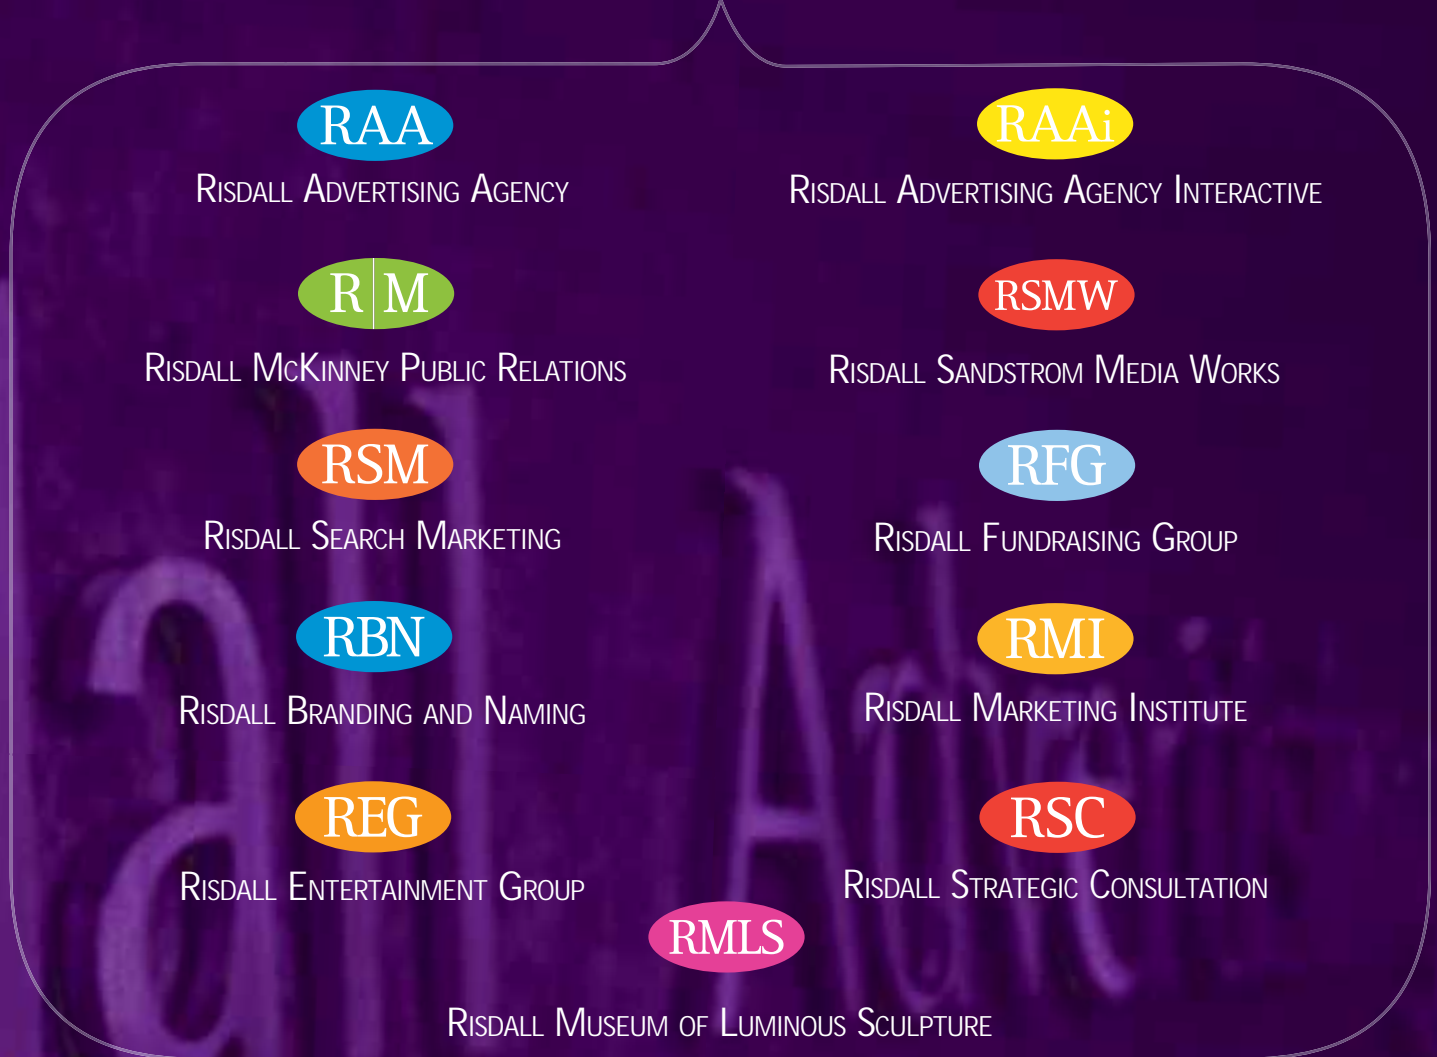 RAA
RISDALL ADVERTISING AGENCY
RAAi
RISDALL ADVERTISING AGENCY INTERACTIVE
R|M
RISDALL MCKINNEY PUBLIC RELATIONS
RSMW
RISDALL SANDSTROM MEDIA WORKS
RSM
RISDALL SEARCH MARKETING
RFG
RISDALL FUNDRAISING GROUP
RBN
RISDALL BRANDING AND NAMING
RMI
RISDALL MARKETING INSTITUTE
REG
RISDALL ENTERTAINMENT GROUP
RSC
RISDALL STRATEGIC CONSULTATION
RMLS
RISDALL MUSEUM OF LUMINOUS SCULPTURE